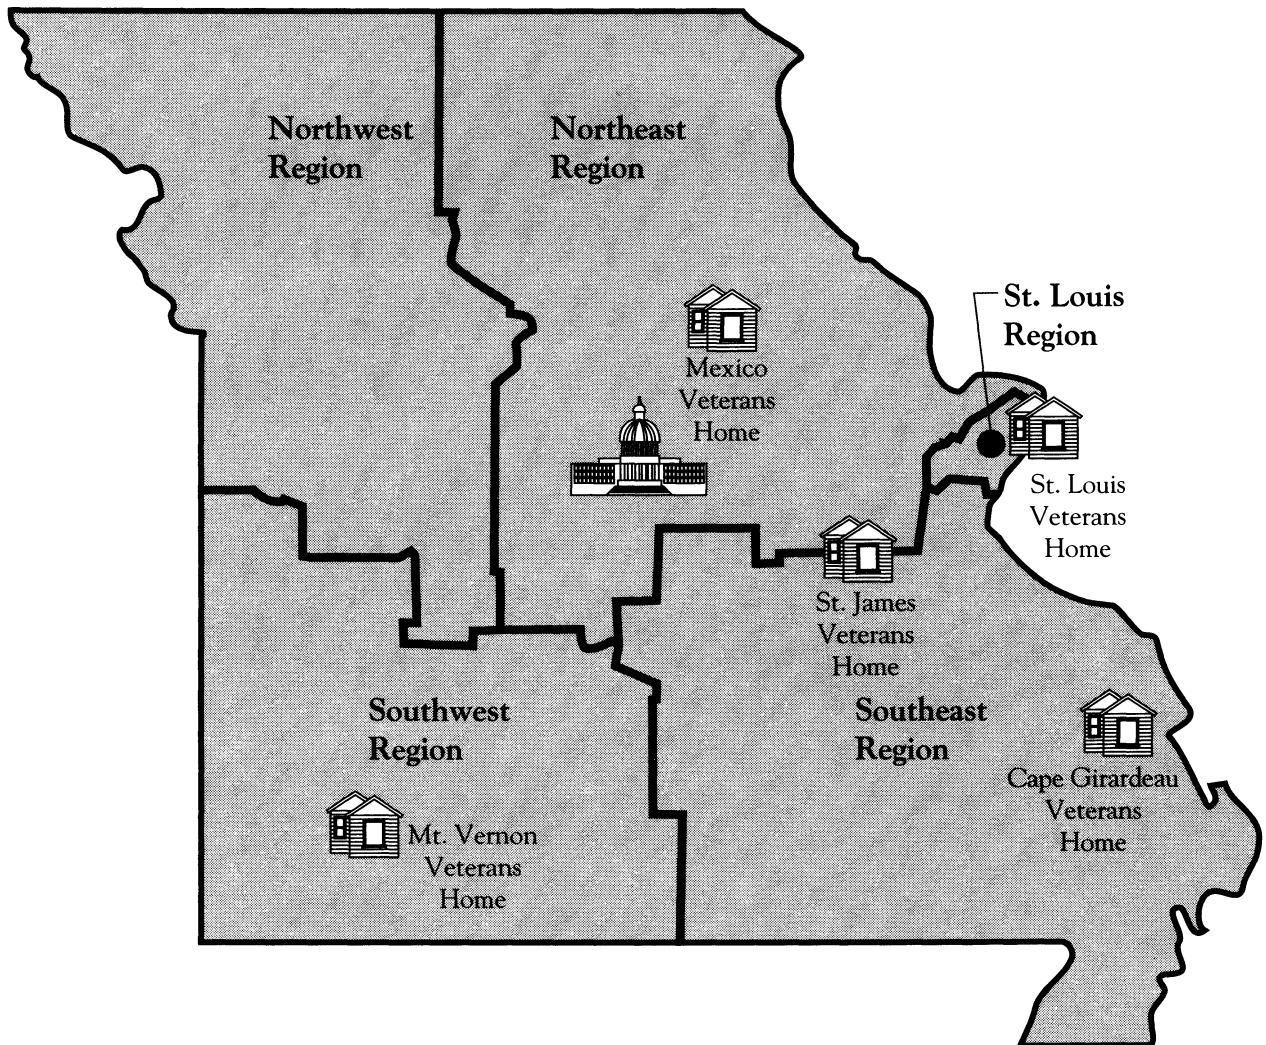 Northwest
Region
Northeast
Region
St. Louis
Region
Mexico
Veterans
Home
St. Louis
Veterans
Home
St. James
Veterans
Home
Southwest
Region
Southeast
Region
Cape Girardeau
Veterans
Home
Mt. Vernon
Veterans
Home